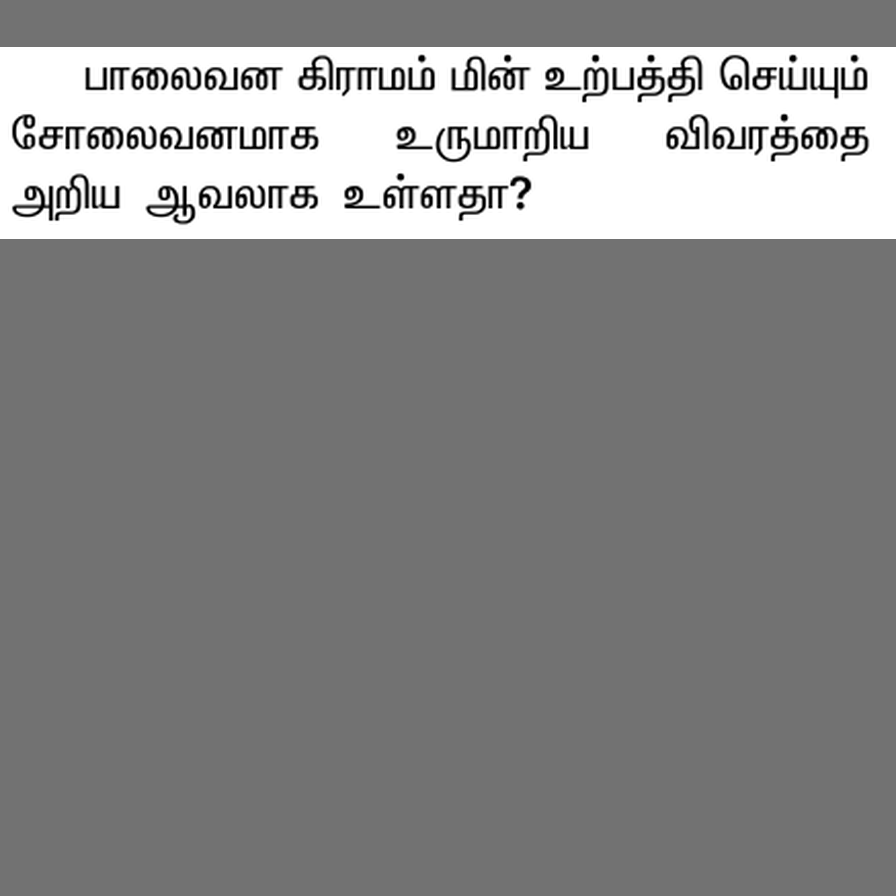 பாலைவன கிராமம் மின் உற்பத்தி செய்யும்
சோலைவனமாக உருமாறிய விவரத்தை
அறிய ஆவலாக உள்ளதா?